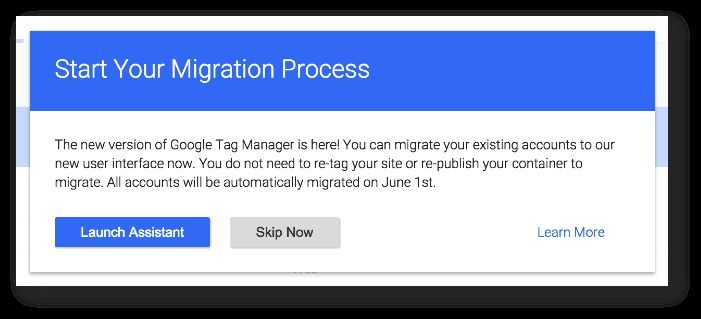 Start Your Migration Process
The new version of Google Tag Manager is here! You can migrate your existing accounts to our
new user interface now. You do not need to re-tag your site or re-publish your container to
migrate. All accounts will be automatically migrated on June 1st.
Launch Assistant
Skip Now
Learn More